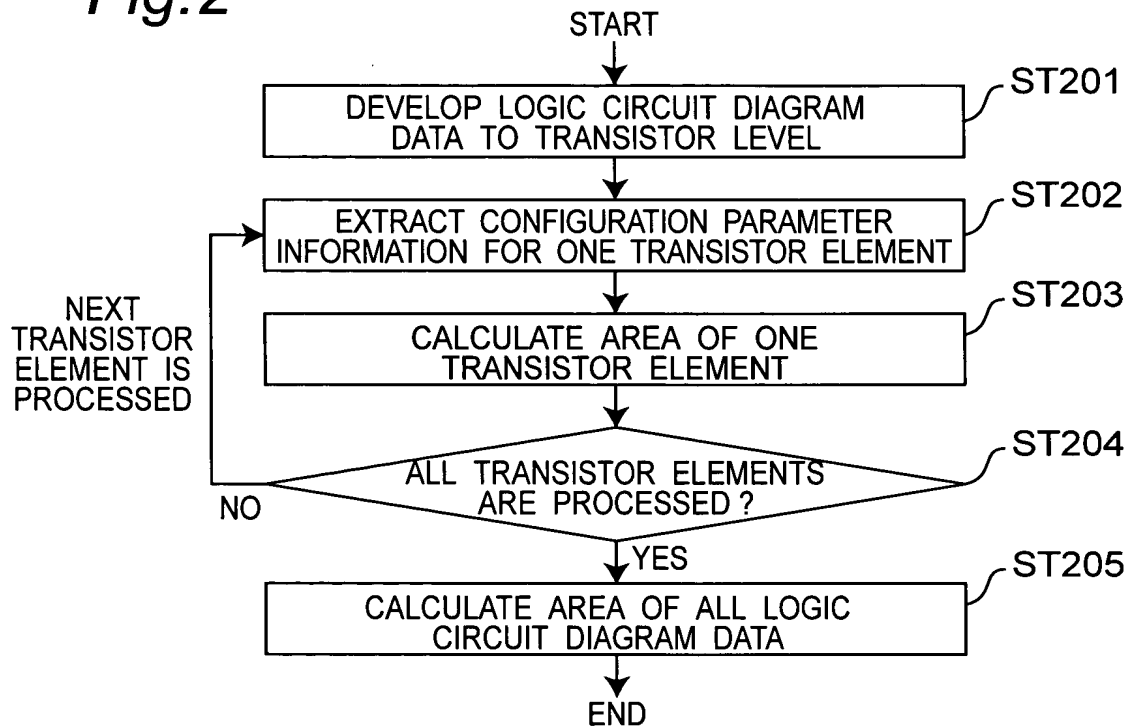 Fig.2
START
DEVELOP LOGIC CIRCUIT DIAGRAM
DATA TO TRANSISTOR LEVEL
ST201
EXTRACT CONFIGURATION PARAMETER
INFORMATION FOR ONE TRANSISTOR ELEMENT
ST202
NEXT
TRANSISTOR
ELEMENT IS
PROCESSED
CALCULATE AREA OF ONE
TRANSISTOR ELEMENT
ST203
ALL TRANSISTOR ELEMENTS
ARE PROCESSED ?
ST204
NO
YES
CALCULATE AREA OF ALL LOGIC
CIRCUIT DIAGRAM DATA
ST205
END